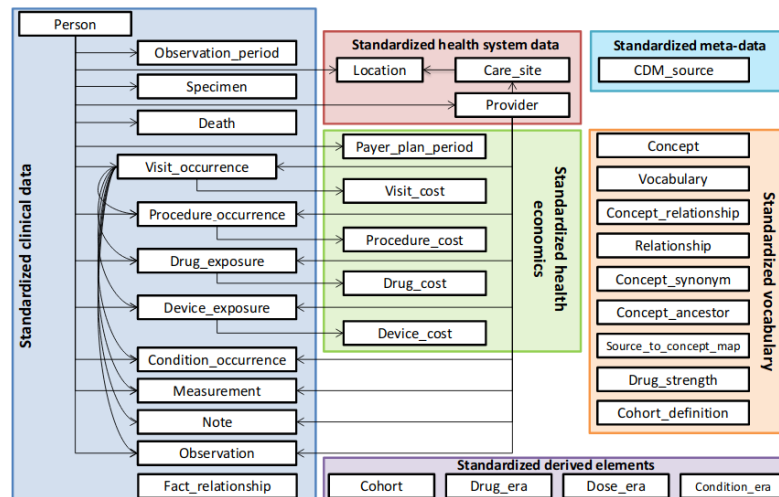 Person
Standardized clinical data
Observation_period
Specimen
Death
Visit_occurrence
Procedure_occurrence
Drug_exposure
Device_exposure
Condition_occurrence
Measurement
Note
Observation
Fact_relationship
Standardized health system data
Location
Care_site
Provider
Payer_plan_period
Visit_cost
Procedure_cost
Drug_cost
Device_cost
Standardized health
economics
Standardized meta-data
CDM_source
Concept
Vocabulary
Concept_relationship
Relationship
Concept_synonym
Concept_ancestor
Source_to_concept_map
Drug_strength
Cohort_definition
Standardized vocabulary
Standardized derived elements
Cohort
Drug_era
Dose_era
Condition_era